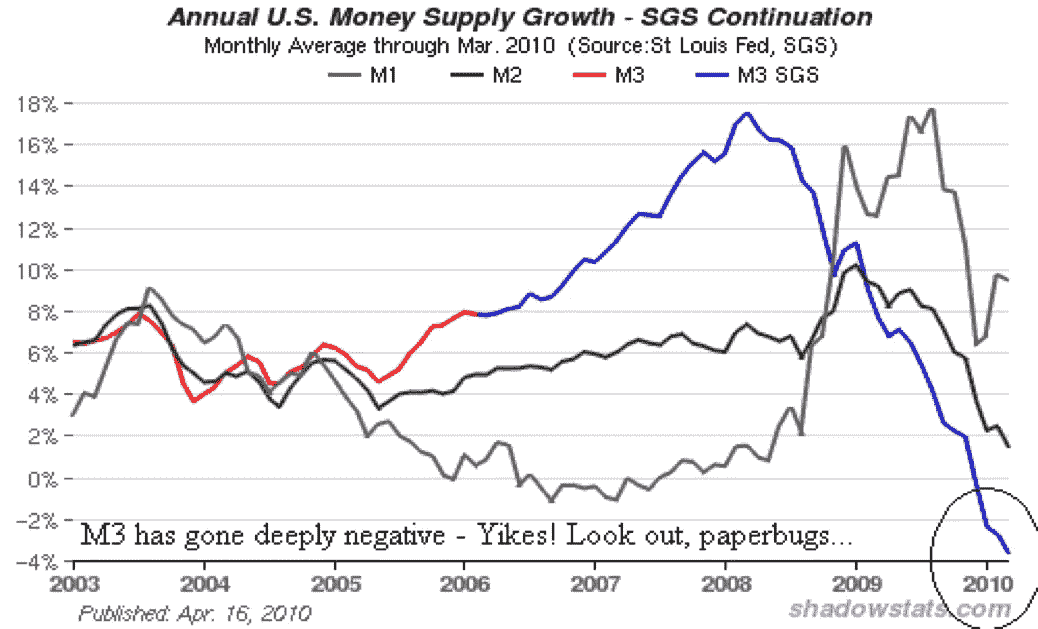 Annual U.S. Money Supply Growth - SGS Continuation
Monthly Average through Mar. 2010 (Source:St Louis Fed, SGS)
M1 M2 M3 M3 SGS
18%
16%
14%
12%
10%
8%
6%
4%
2%
0%
-2%
M3 has gone deeply negative - Yikes! Look out, paperbugs...
-4%
2003 2004 2005 2006 2007 2008 2009 2010
Published: Apr. 16, 2010
shadowstats.com